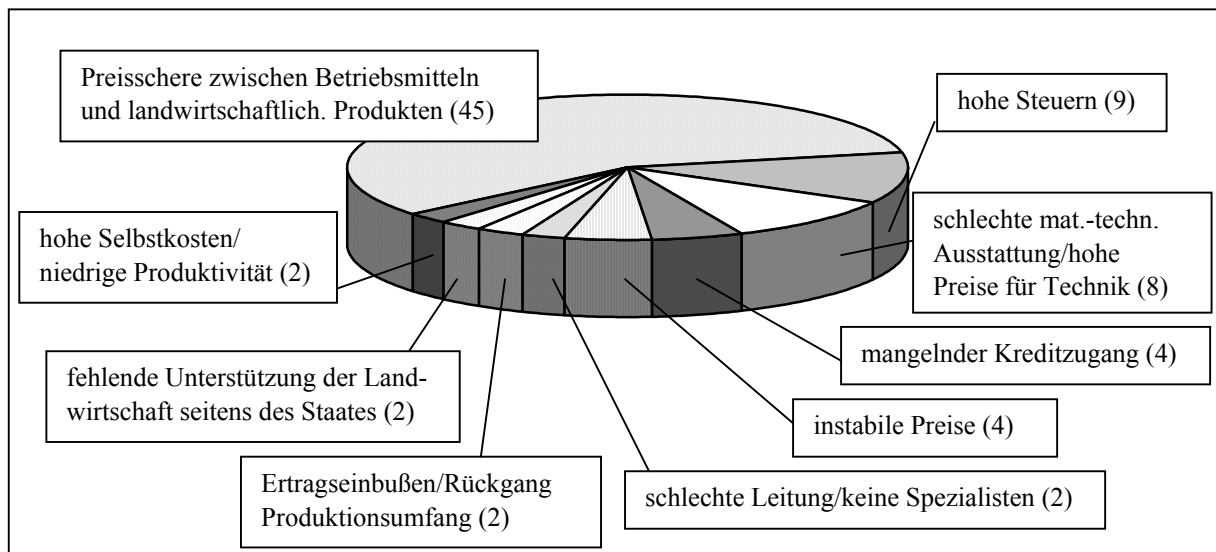 Preisschere zwischen Betriebsmitteln
und landwirtschaftlich. Produkten (45)
hohe Steuern (9)
schlechte mat.-techn.
Ausstattung/hohe
Preise für Technik (8)
mangelnder Kreditzugang (4)
instabile Preise (4)
schlechte Leitung/keine Spezialisten (2)
Ertragseinbußen/Rückgang
Produktionsumfang (2)
fehlende Unterstützung der Land-
wirtschaft seitens des Staates (2)
hohe Selbstkosten/
niedrige Produktivität (2)